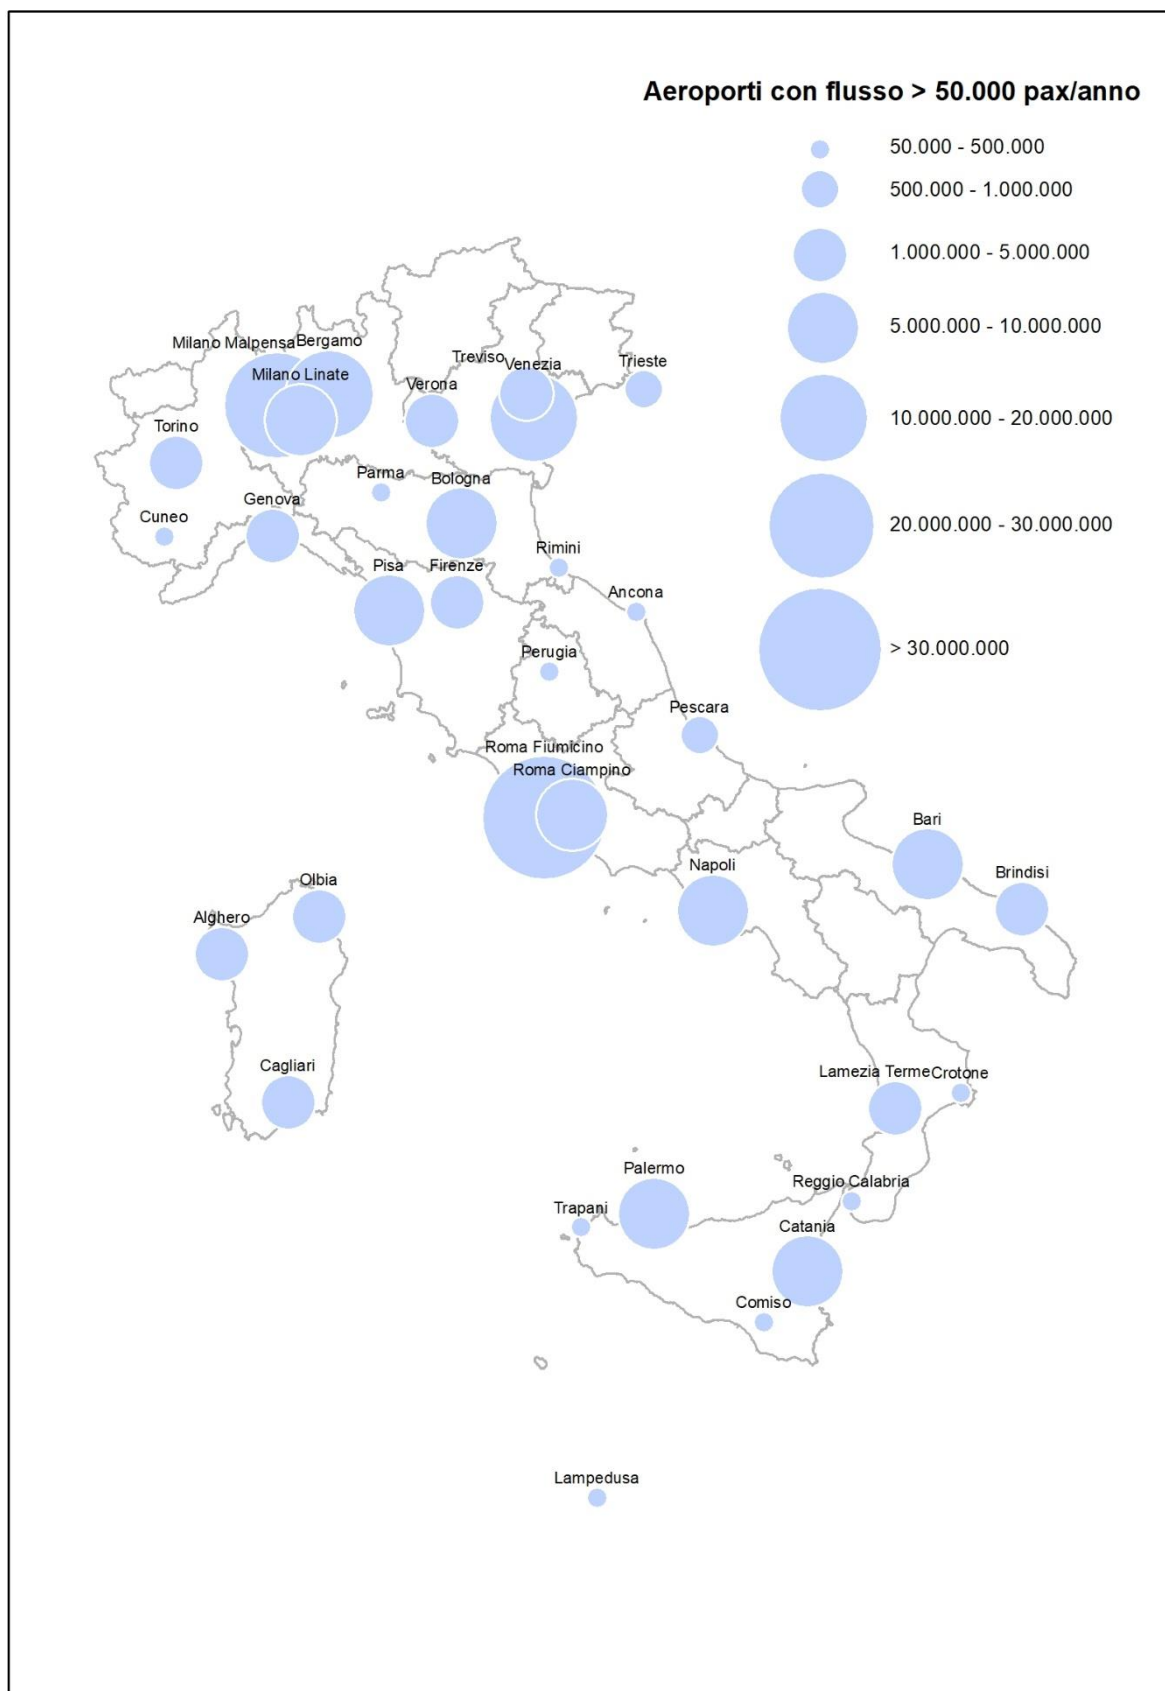 Aeroporti con flusso > 50.000 pax/anno
50.000 - 500.000
500.000 - 1.000.000
1.000.000 - 5.000.000
5.000.000 - 10.000.000
10.000.000 - 20.000.000
20.000.000 - 30.000.000
> 30.000.000
Milano Malpensa
Bergamo
Milano Linate
Treviso
Venezia
Trieste
Verona
Torino
Parma
Bologna
Genova
Cuneo
Rimini
Pisa
Firenze
Ancona
Perugia
Pescara
Roma Fiumicino
Roma Ciampino
Bari
Napoli
Brindisi
Olbia
Alghero
Cagliari
Lamezia Terme
Crotone
Palermo
Reggio Calabria
Trapani
Catania
Comiso
Lampedusa